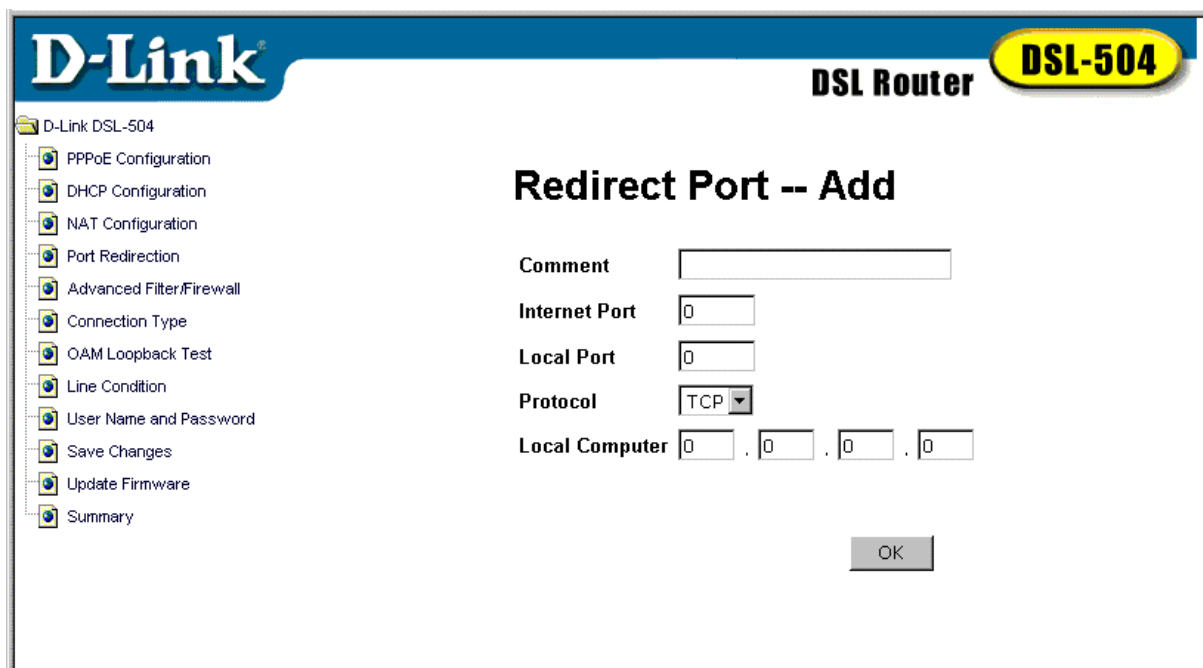 D-Link®
DSL Router
DSL-504
D-Link DSL-504
PPPoE Configuration
DHCP Configuration
NAT Configuration
Port Redirection
Advanced Filter/Firewall
Connection Type
OAM Loopback Test
Line Condition
User Name and Password
Save Changes
Update Firmware
Summary
Redirect Port -- Add
Comment
Internet Port 0
Local Port 0
Protocol TCP
Local Computer 0 . 0 . 0 . 0
OK